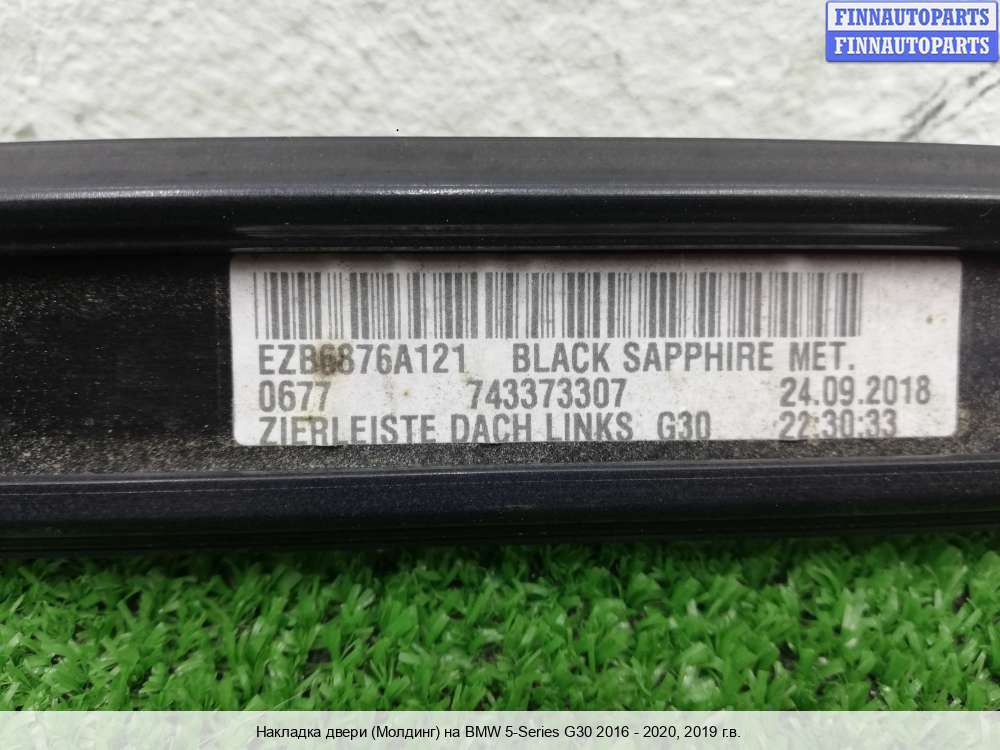 FINNAUTOPARTS
FINNAUTOPARTS
EZB6876A121 BLACK SAPPHIRE MET.
0677 743373307 24.09.2018
ZIERLEISTE DACH LINKS G30 22:30:33
Накладка двери (Молдинг) на BMW 5-Series G30 2016 - 2020, 2019 г.в.